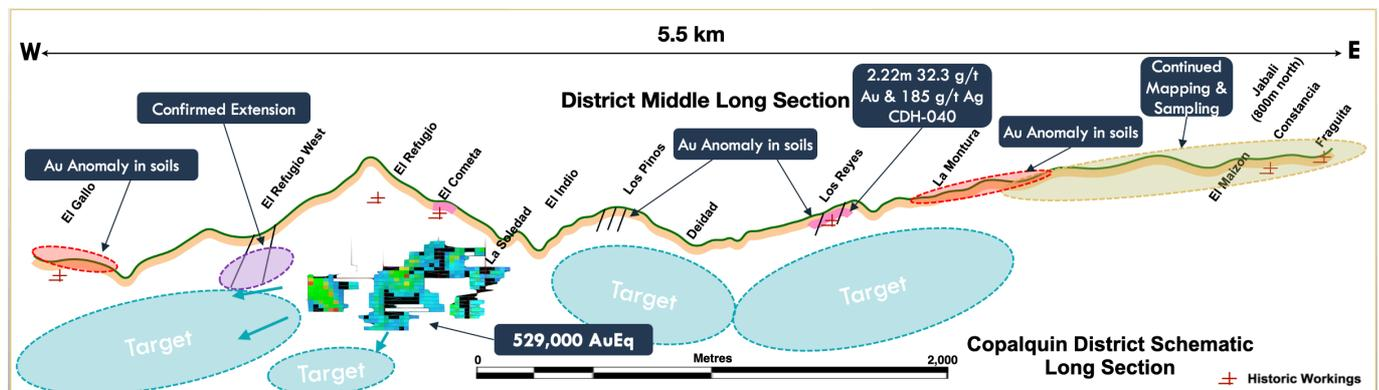 5.5 km
W
E
District Middle Long Section
2.22m 32.3 g/t
Au & 185 g/t Ag
CDH-040
Continued
Mapping &
Sampling
Jabali
(800m north)
Constancia
Fraguita
El Maizon
Confirmed Extension
Au Anomaly in soils
El Gallo
El Refugio West
El Refugio
El Cometa
La Soledad
El Indio
Los Pinos
Au Anomaly in soils
Deidad
Los Reyes
La Montura
Au Anomaly in soils
Target
Target
Target
Target
529,000 AuEq
0
Metres
2,000
Copalquin District Schematic
Long Section
Historic Workings